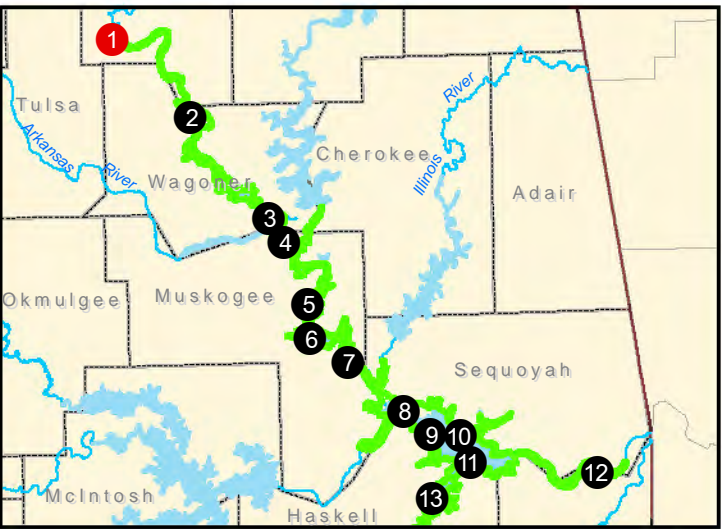 1
River
Tulsa
2
Arkansas
River
Cherokee
Illinois
Wagoner
Adair
3
4
Okmulgee
Muskogee
5
6
7
Sequoyah
8
9
10
11
12
McIntosh
13
Haskell